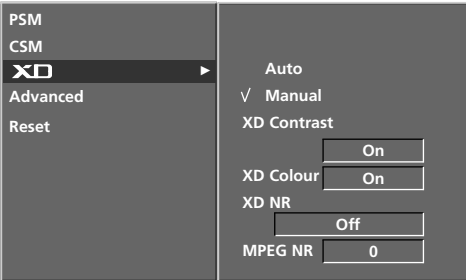 PSM
CSM
XD
Advanced
Reset
Auto
√ Manual
XD Contrast
On
XD Colour On
XD NR
Off
MPEG NR 0